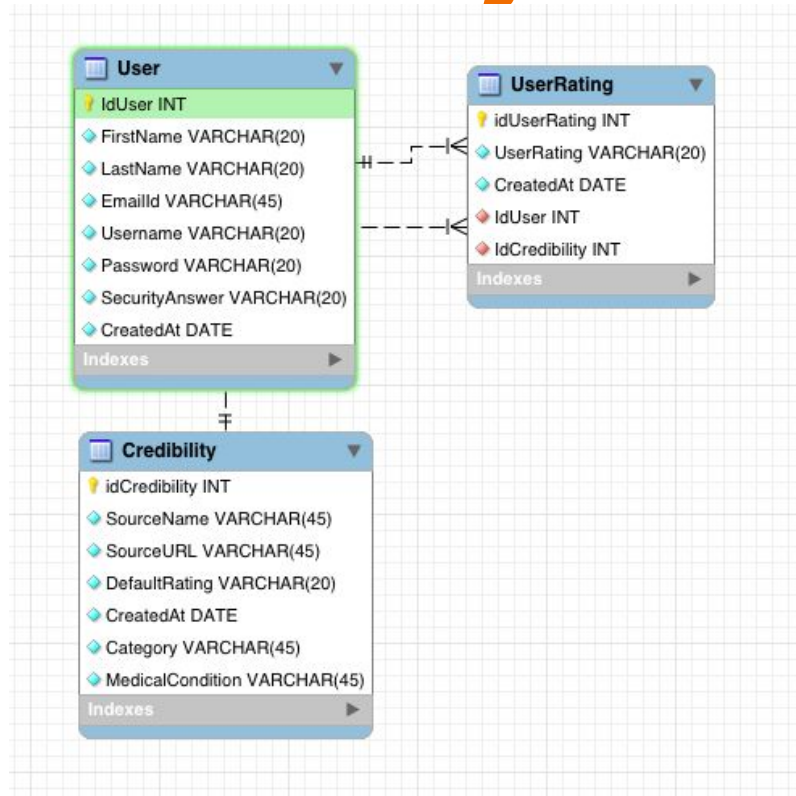 User
IdUser INT
FirstName VARCHAR(20)
LastName VARCHAR(20)
EmailId VARCHAR(45)
Username VARCHAR(20)
Password VARCHAR(20)
SecurityAnswer VARCHAR(20)
CreatedAt DATE
Indexes
UserRating
idUserRating INT
UserRating VARCHAR(20)
CreatedAt DATE
IdUser INT
IdCredibility INT
Indexes
Credibility
idCredibility INT
SourceName VARCHAR(45)
SourceURL VARCHAR(45)
DefaultRating VARCHAR(20)
CreatedAt DATE
Category VARCHAR(45)
MedicalCondition VARCHAR(45)
Indexes